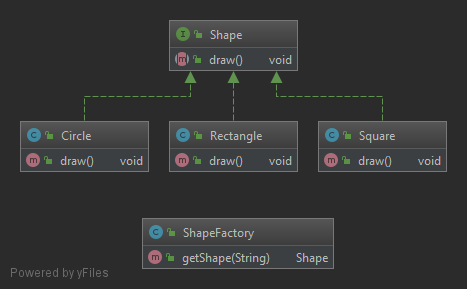 I Shape
m draw() void
C Circle
m draw() void
C Rectangle
m draw() void
C Square
m draw() void
C ShapeFactory
m getShape(String) Shape
Powered by yFiles